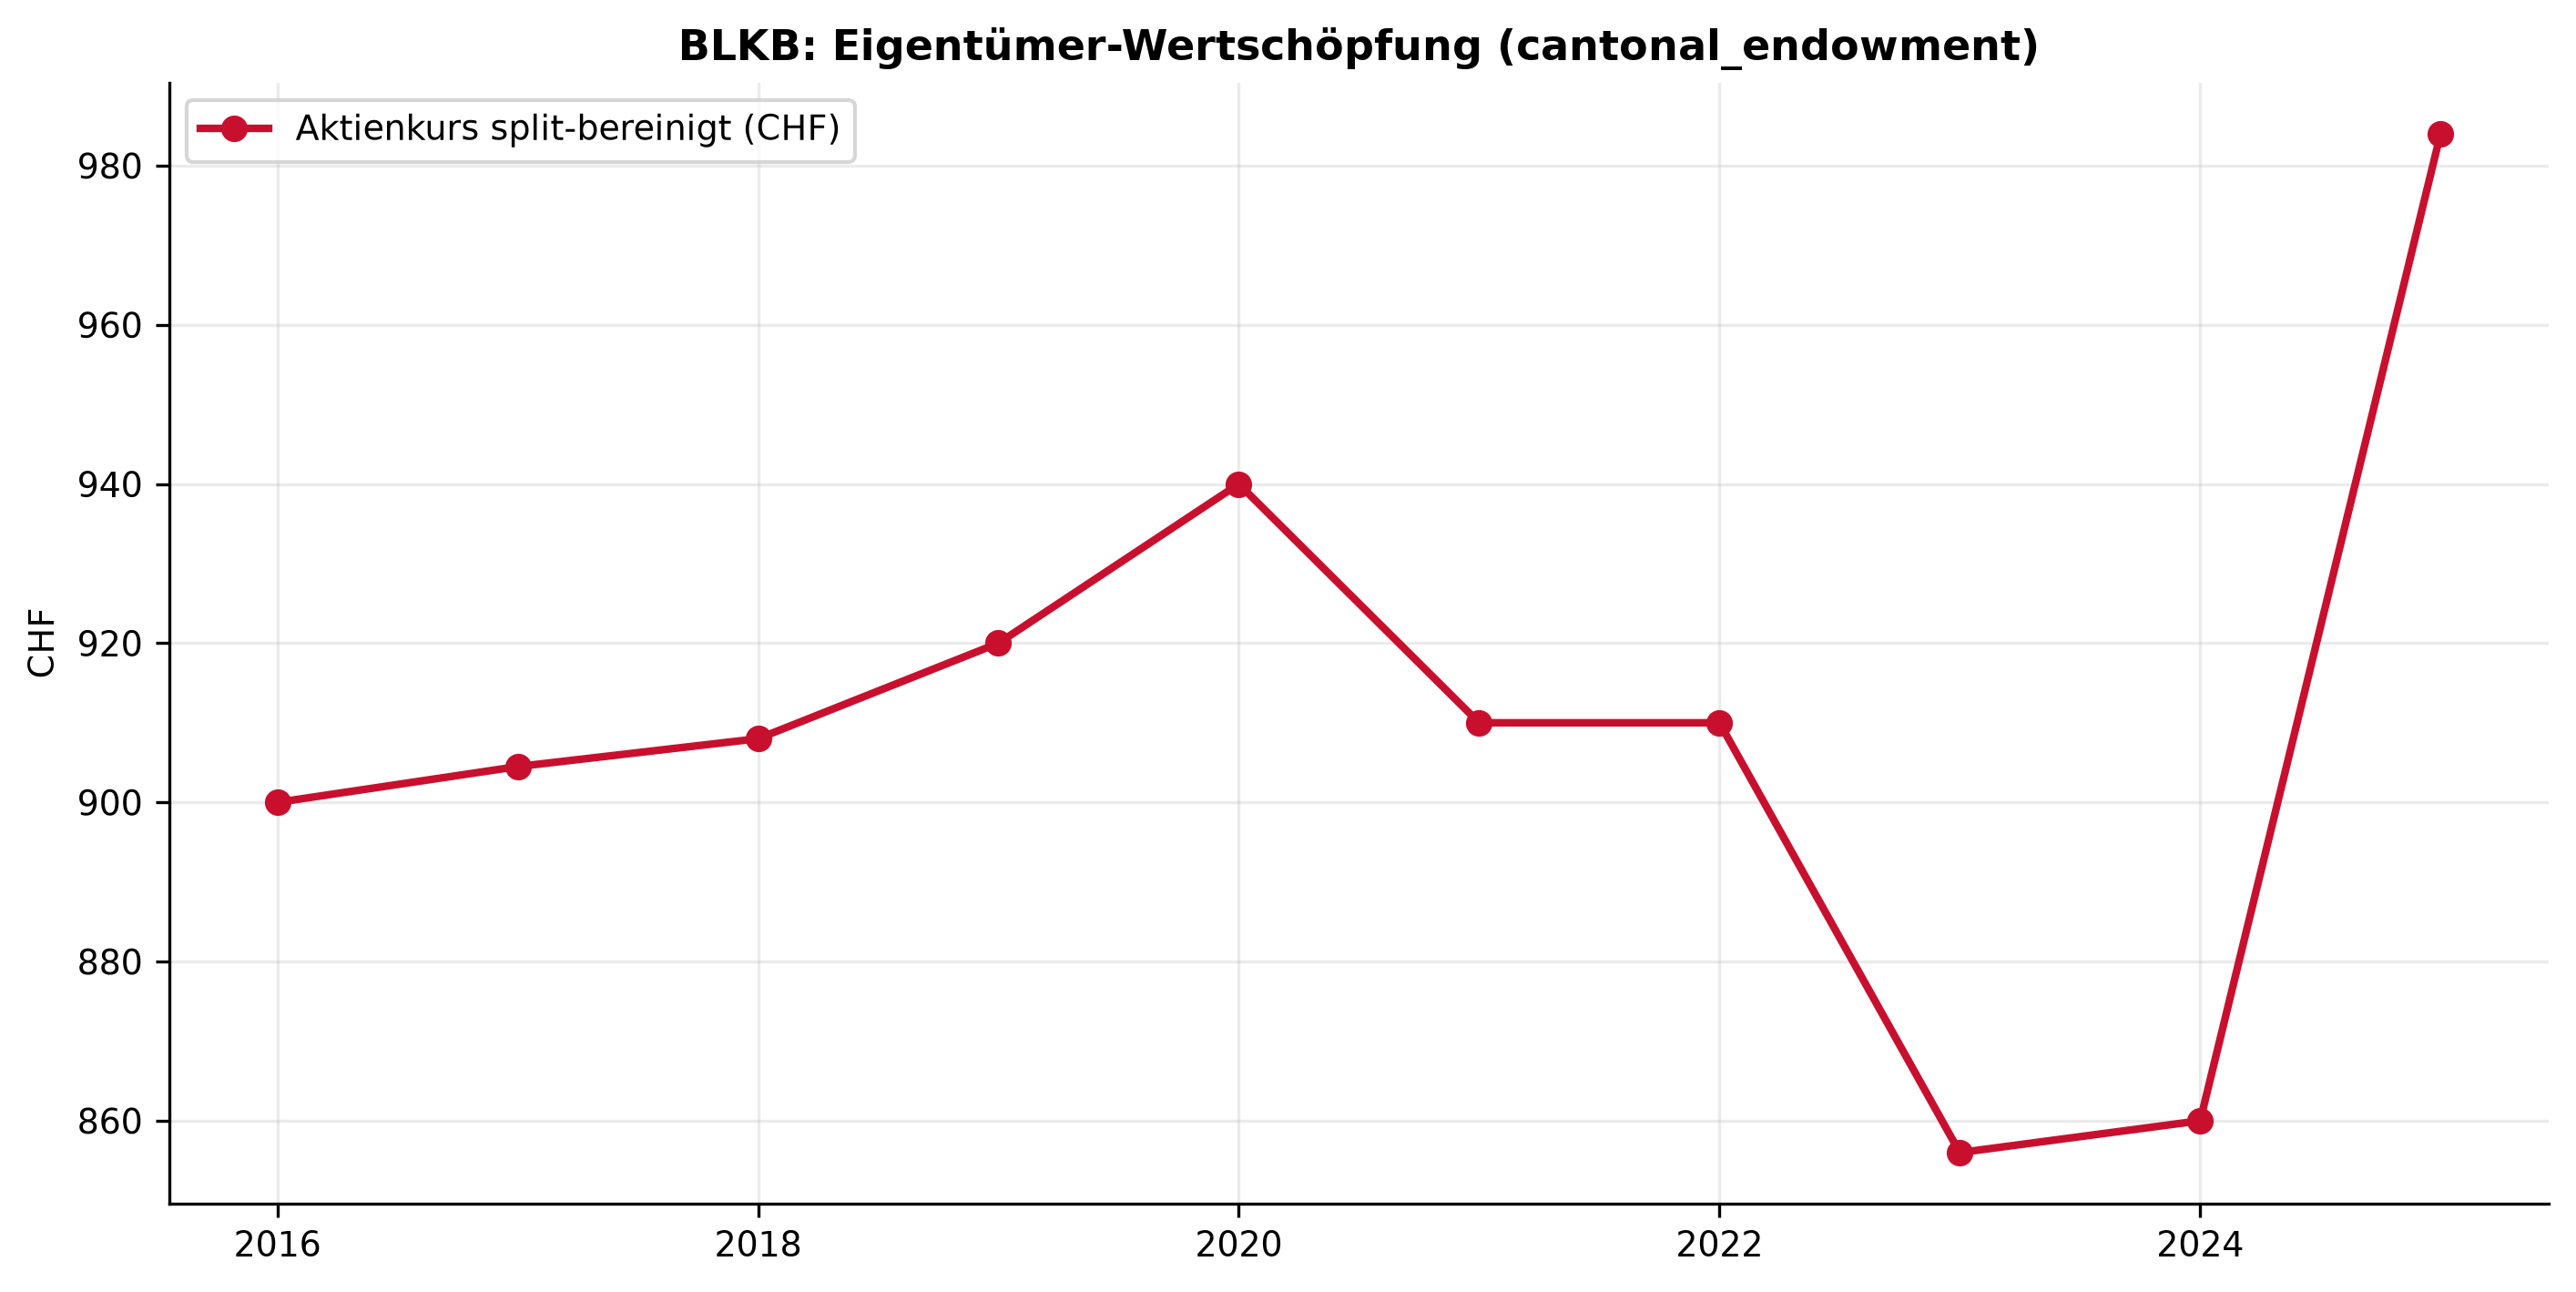 BLKB: Eigentümer-Wertschöpfung (cantonal_endowment)
Aktienkurs split-bereinigt (CHF)
CHF
980
960
940
920
900
880
860
2016 2018 2020 2022 2024